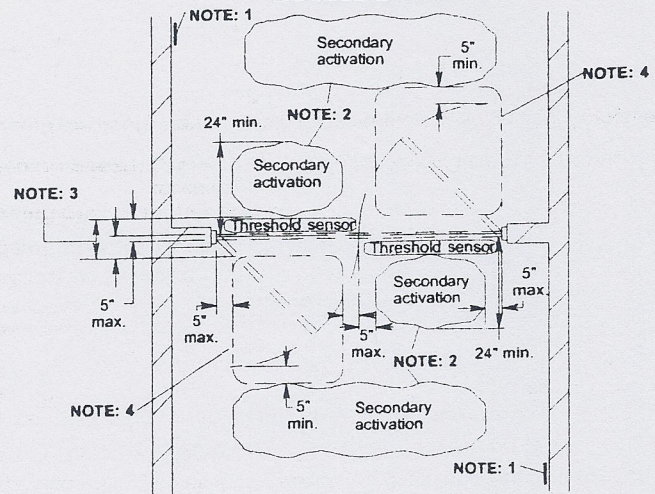 NOTE: 1
Secondary
activation
5"
min.
NOTE: 4
NOTE: 2
24" min.
Secondary
activation
NOTE: 3
Threshold sensor
Threshold sensor
5"
max.
5"
max.
Secondary
activation
5"
max.
5"
max.
24" min.
NOTE: 2
NOTE: 4
5"
min.
Secondary
activation
NOTE: 1